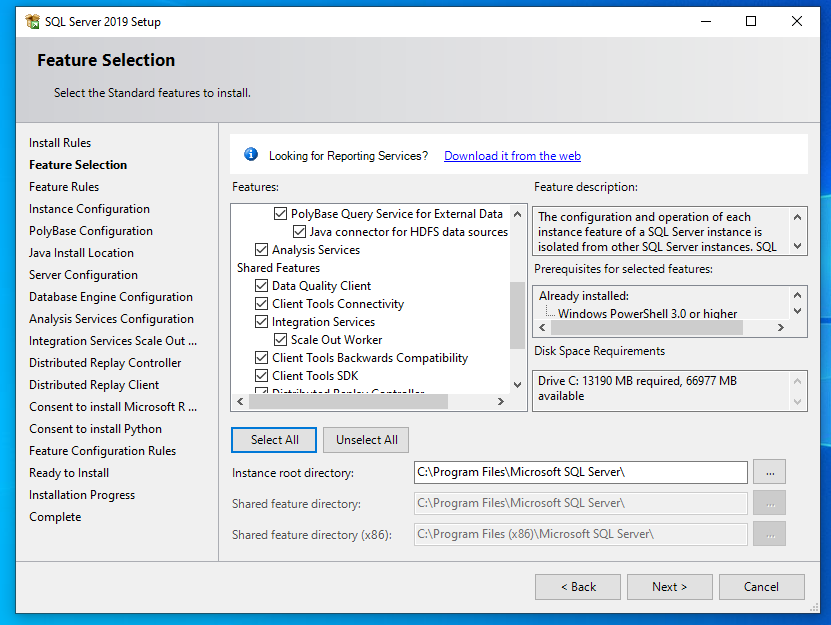 SQL Server 2019 Setup
Feature Selection
Select the Standard features to install.
Install Rules
Feature Selection
Feature Rules
Instance Configuration
PolyBase Configuration
Java Install Location
Server Configuration
Database Engine Configuration
Analysis Services Configuration
Integration Services Scale Out ...
Distributed Replay Controller
Distributed Replay Client
Consent to install Microsoft R ...
Consent to install Python
Feature Configuration Rules
Ready to Install
Installation Progress
Complete
Looking for Reporting Services? Download it from the web
Features:
PolyBase Query Service for External Data
Java connector for HDFS data sources
Analysis Services
Shared Features
Data Quality Client
Client Tools Connectivity
Integration Services
Scale Out Worker
Client Tools Backwards Compatibility
Client Tools SDK
Distributed Replay Controller
Feature description:
The configuration and operation of each
instance feature of a SQL Server instance is
isolated from other SQL Server instances. SQL
Prerequisites for selected features:
Already installed:
Windows PowerShell 3.0 or higher
Disk Space Requirements
Drive C: 13190 MB required, 66977 MB
available
Select All
Unselect All
Instance root directory:
C:\Program Files\Microsoft SQL Server\
...
Shared feature directory:
C:\Program Files\Microsoft SQL Server\
...
Shared feature directory (x86):
C:\Program Files (x86)\Microsoft SQL Server\
...
< Back
Next >
Cancel